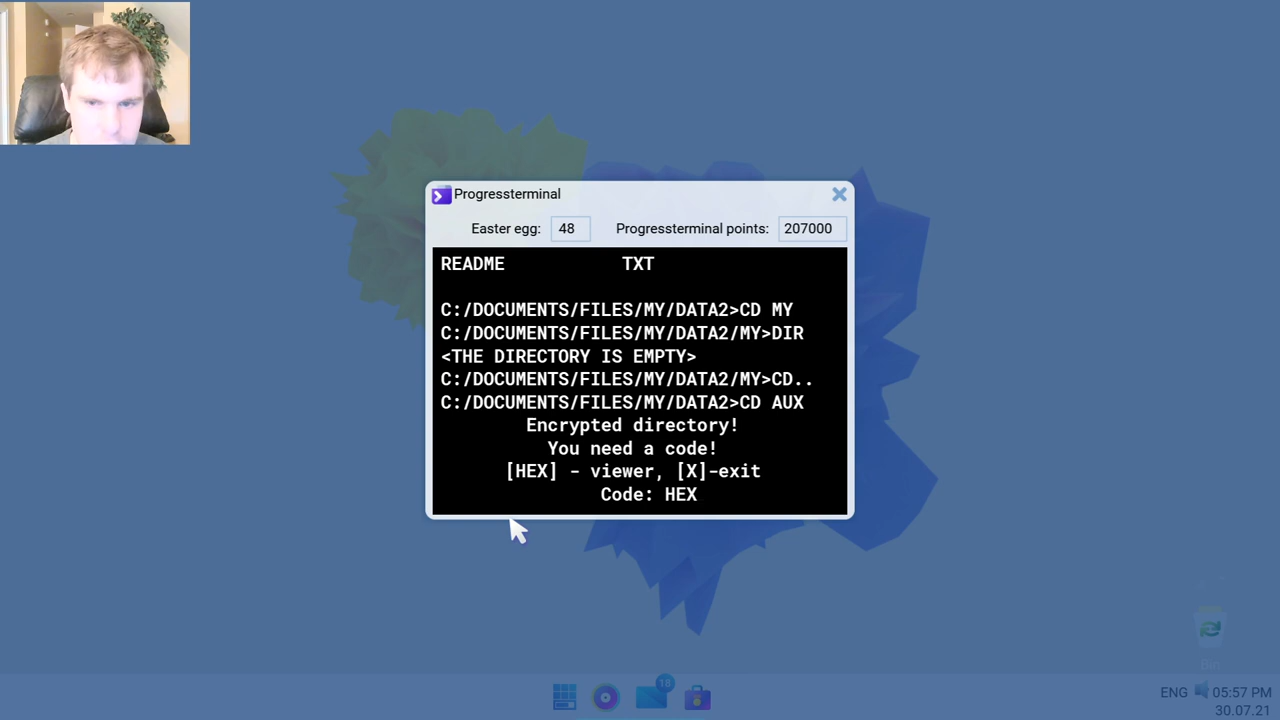 Progressterminal
Easter egg: 48 Progressterminal points: 207000
README TXT
C:/DOCUMENTS/FILES/MY/DATA2>CD MY
C:/DOCUMENTS/FILES/MY/DATA2/MY>DIR
<THE DIRECTORY IS EMPTY>
C:/DOCUMENTS/FILES/MY/DATA2/MY>CD..
C:/DOCUMENTS/FILES/MY/DATA2>CD AUX
Encrypted directory!
You need a code!
[HEX] - viewer, [X]-exit
Code: HEX
Bin
18
ENG 05:57 PM
30.07.21